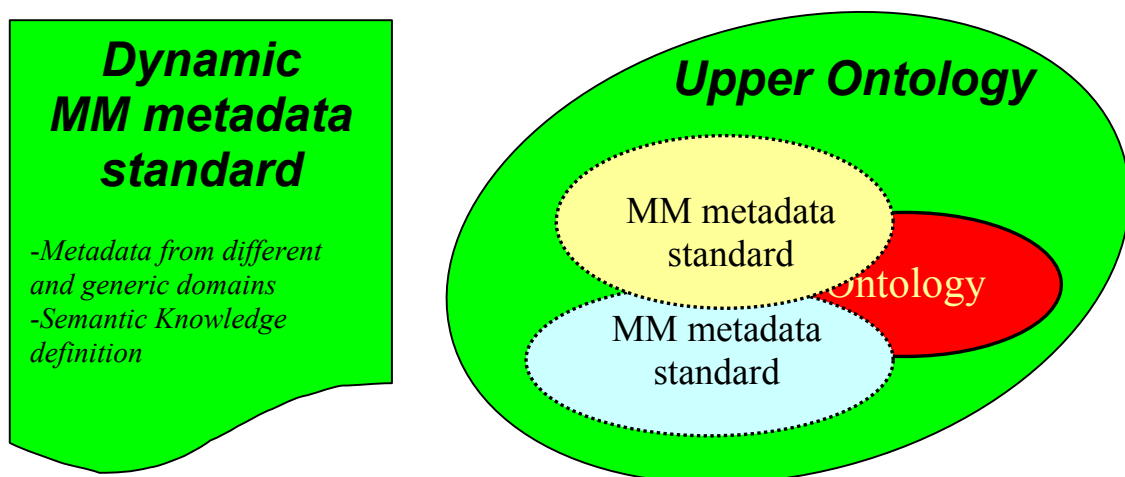 Dynamic
MM metadata
standard
-Metadata from different
and generic domains
-Semantic Knowledge
definition
Upper Ontology
MM metadata
standard
Ontology
MM metadata
standard